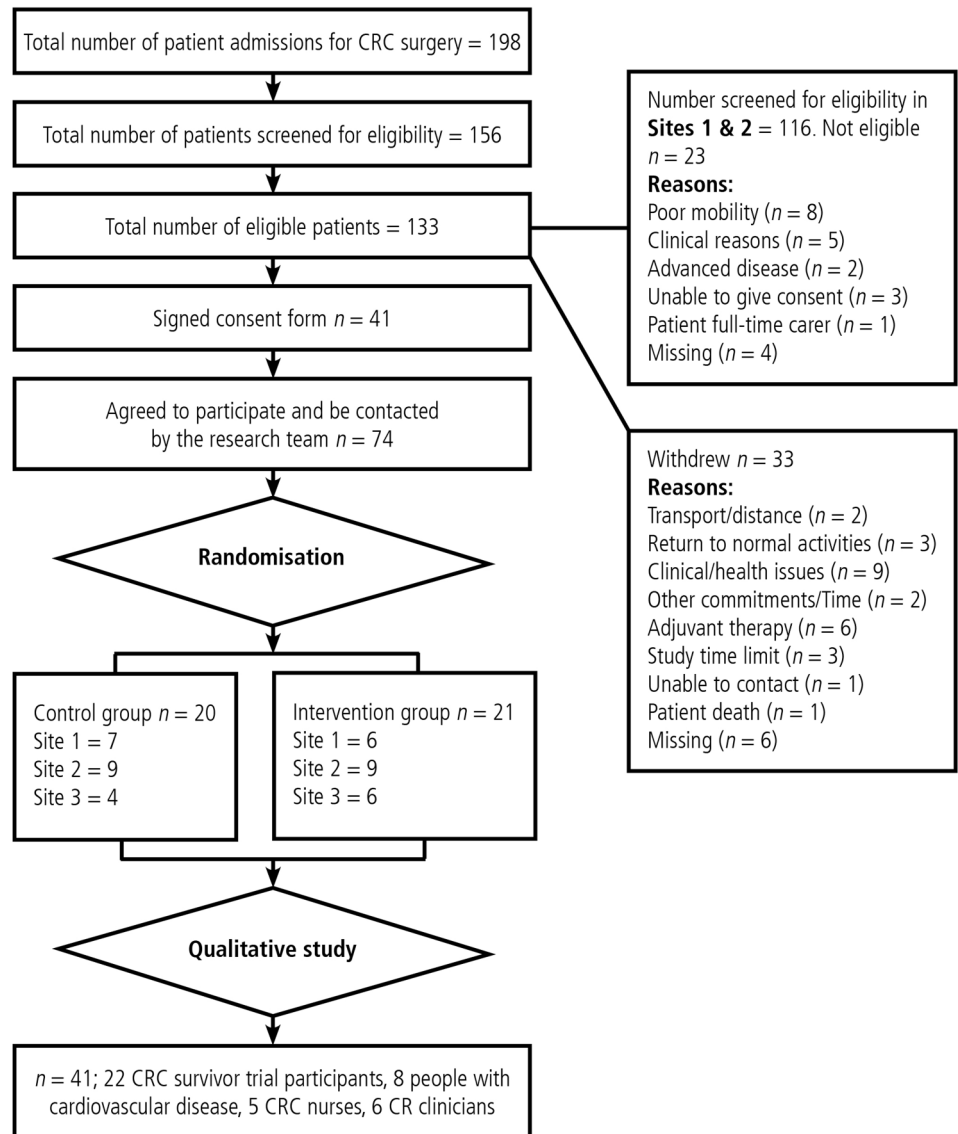 Total number of patient admissions for CRC surgery = 198
Total number of patients screened for eligibility = 156
Total number of eligible patients = 133
Number screened for eligibility in
Sites 1 & 2 = 116. Not eligible
n = 23
Reasons:
Poor mobility (n = 8)
Clinical reasons (n = 5)
Advanced disease (n = 2)
Unable to give consent (n = 3)
Patient full-time carer (n = 1)
Missing (n = 4)
Signed consent form n = 41
Agreed to participate and be contacted
by the research team n = 74
Withdrew n = 33
Reasons:
Transport/distance (n = 2)
Return to normal activities (n = 3)
Clinical/health issues (n = 9)
Other commitments/Time (n = 2)
Adjuvant therapy (n = 6)
Study time limit (n = 3)
Unable to contact (n = 1)
Patient death (n = 1)
Missing (n = 6)
Randomisation
Control group n = 20
Site 1 = 7
Site 2 = 9
Site 3 = 4
Intervention group n = 21
Site 1 = 6
Site 2 = 9
Site 3 = 6
Qualitative study
n = 41; 22 CRC survivor trial participants, 8 people with
cardiovascular disease, 5 CRC nurses, 6 CR clinicians